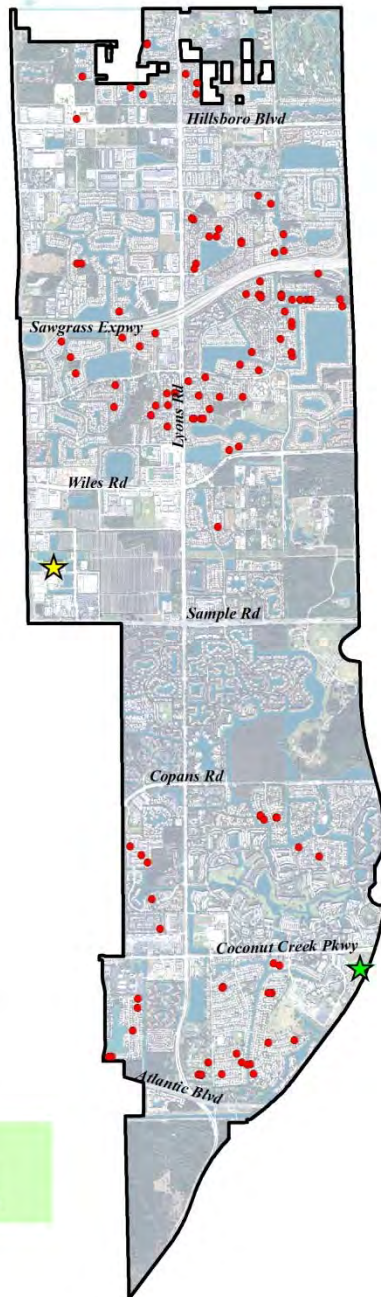 Hillsboro Blvd
Sawgrass Expwy
Lyons Rd
Wiles Rd
Sample Rd
Copans Rd
Coconut Creek Pkwy
Atlantic Blvd